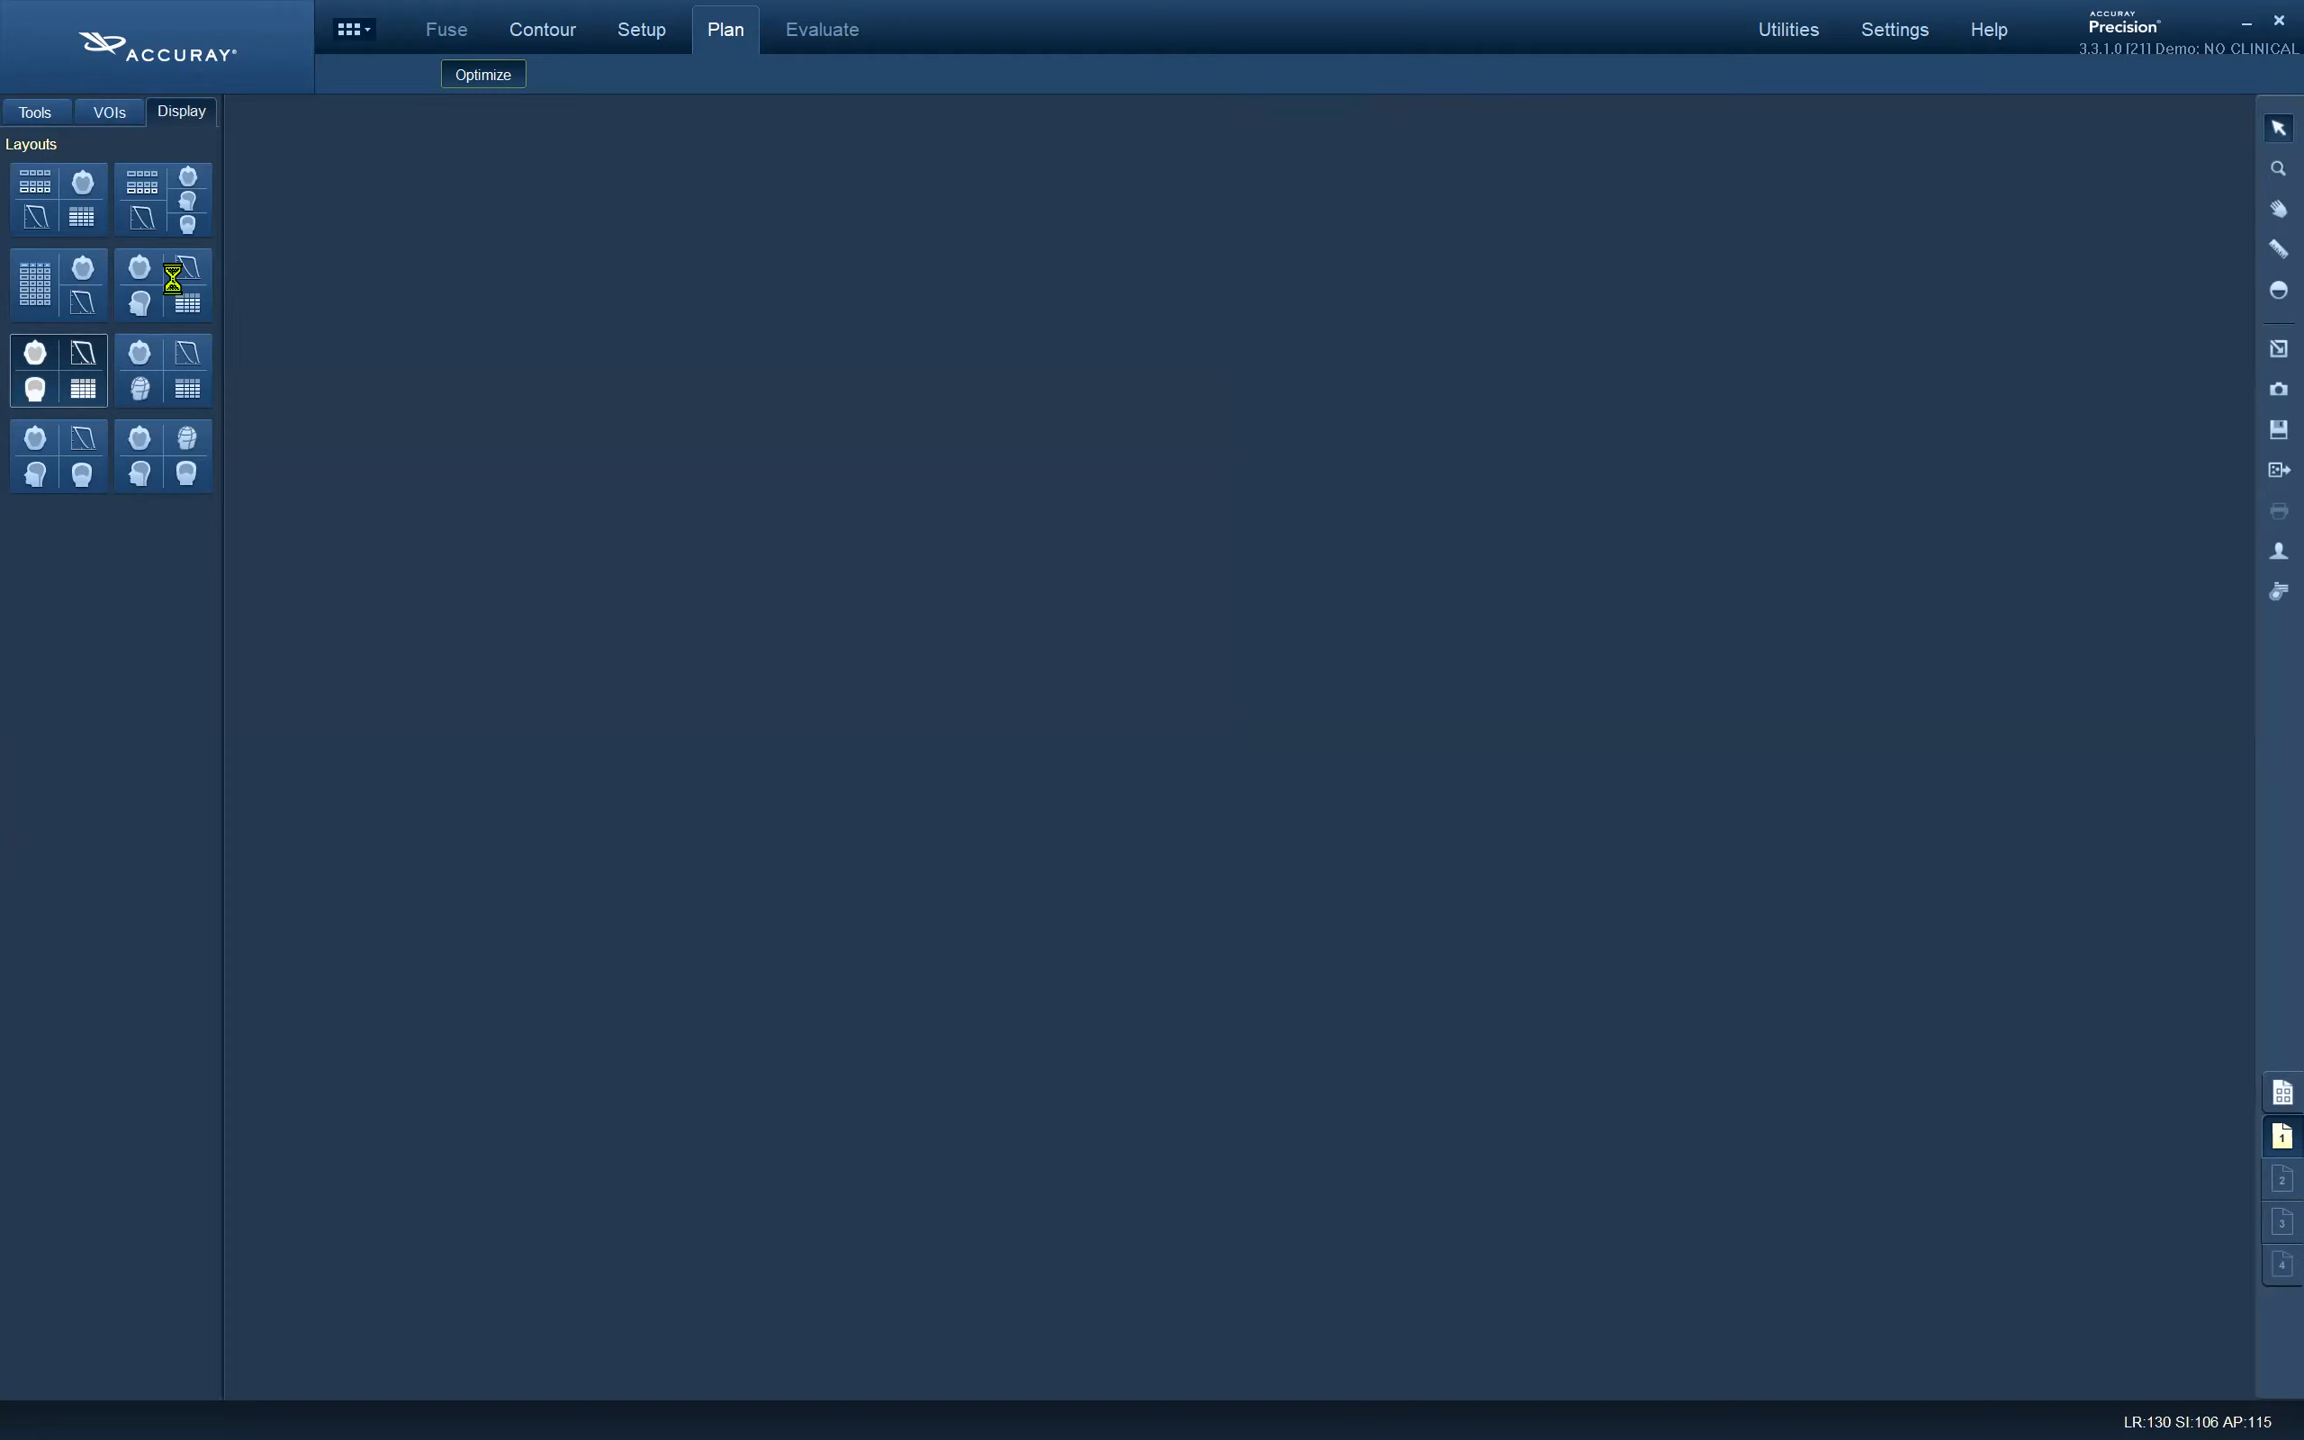 ACCURAY®
Fuse
Contour
Setup
Plan
Evaluate
Utilities
Settings
Help
ACCURAY
Precision®
3.3.1.0 [21] Demo: NO CLINICAL
Optimize
Tools
VOIs
Display
Layouts
1
2
3
4
LR:130 SI:106 AP:115